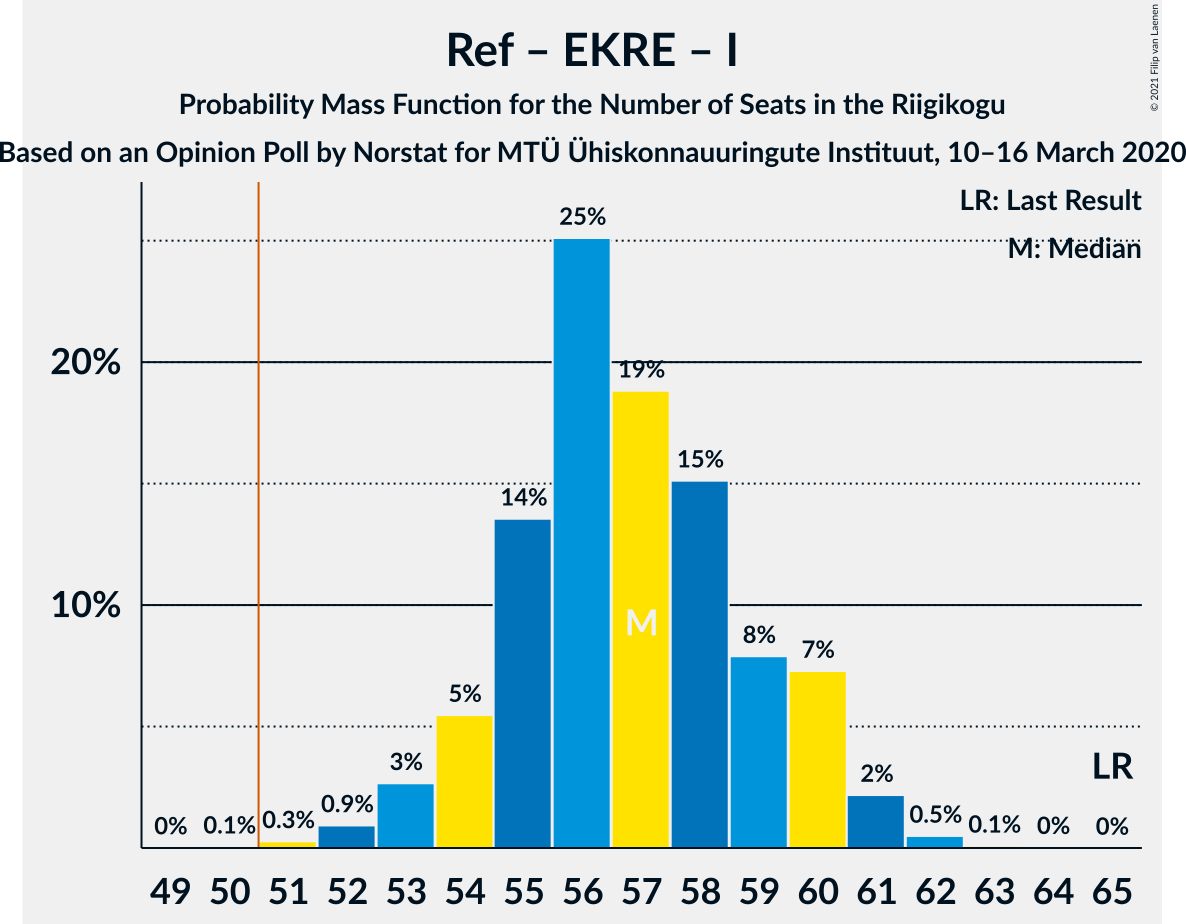 Ref – EKRE – I
Probability Mass Function for the Number of Seats in the Riigikogu
Based on an Opinion Poll by Norstat for MTÜ Ühiskonnauuringute Instituut, 10–16 March 2020
© 2021 Filip van Laenen
LR: Last Result
M: Median
25%
20%
19%
15%
14%
10%
M
8%
7%
5%
3%
2%
LR
0%
0.1%
0.3%
0.9%
0.5%
0.1%
0%
0%
49 50 51 52 53 54 55 56 57 58 59 60 61 62 63 64 65